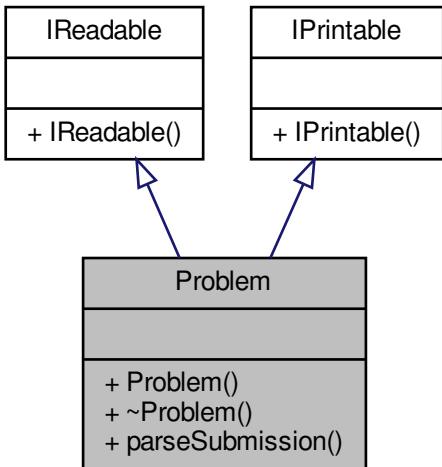 IReadable
+ IReadable()
IPrintable
+ IPrintable()
Problem
+ Problem()
+ ~Problem()
+ parseSubmission()